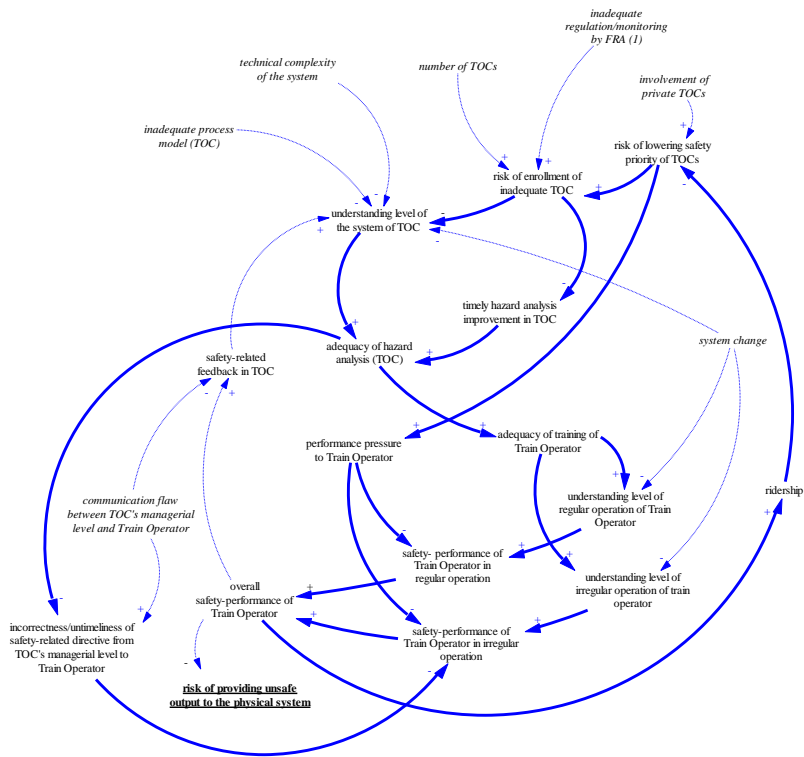 inadequate
regulation/monitoring
by FRA (1)
technical complexity
of the system
number of TOCs
involvement of
private TOCs
inadequate process
model (TOC)
risk of lowering safety
priority of TOCs
risk of enrollment of
inadequate TOC
understanding level of
the system of TOC
timely hazard analysis
improvement in TOC
system change
adequacy of hazard
analysis (TOC)
safety-related
feedback in TOC
performance pressure
to Train Operator
adequacy of training of
Train Operator
communication flaw
between TOC's managerial
level and Train Operator
understanding level of
regular operation of Train
Operator
ridership
safety- performance of
Train Operator in
regular operation
understanding level of
irregular operation of train
operator
overall
safety-performance of
Train Operator
incorrectness/untimeliness of
safety-related directive from
TOC's managerial level to
Train Operator
safety-performance of
Train Operator in irregular
operation
risk of providing unsafe
output to the physical system